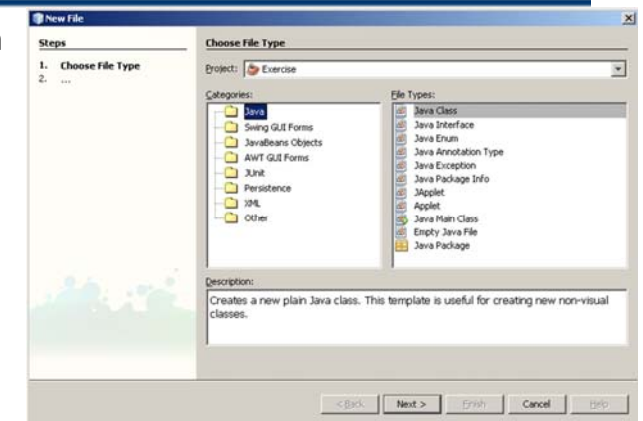 New File
Steps
1. Choose File Type
2. ...
Choose File Type
Project: Exercise
Categories:
Java
Swing GUI Forms
JavaBeans Objects
AWT GUI Forms
JUnit
Persistence
XML
Other
File Types:
Java Class
Java Interface
Java Enum
Java Annotation Type
Java Exception
Java Package Info
JApplet
Applet
Java Main Class
Empty Java File
Java Package
Description:
Creates a new plain Java class. This template is useful for creating new non-visual
classes.
< Back
Next >
Finish
Cancel
Help